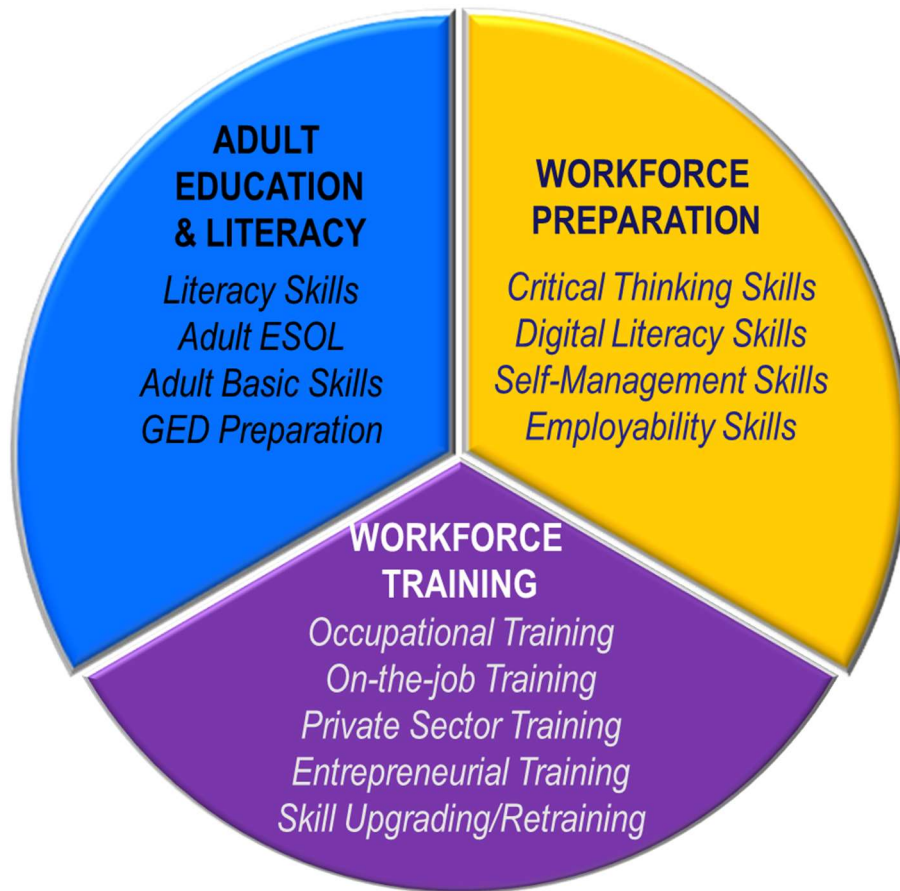 ADULT
EDUCATION
& LITERACY
Literacy Skills
Adult ESOL
Adult Basic Skills
GED Preparation
WORKFORCE
PREPARATION
Critical Thinking Skills
Digital Literacy Skills
Self-Management Skills
Employability Skills
WORKFORCE
TRAINING
Occupational Training
On-the-job Training
Private Sector Training
Entrepreneurial Training
Skill Upgrading/Retraining